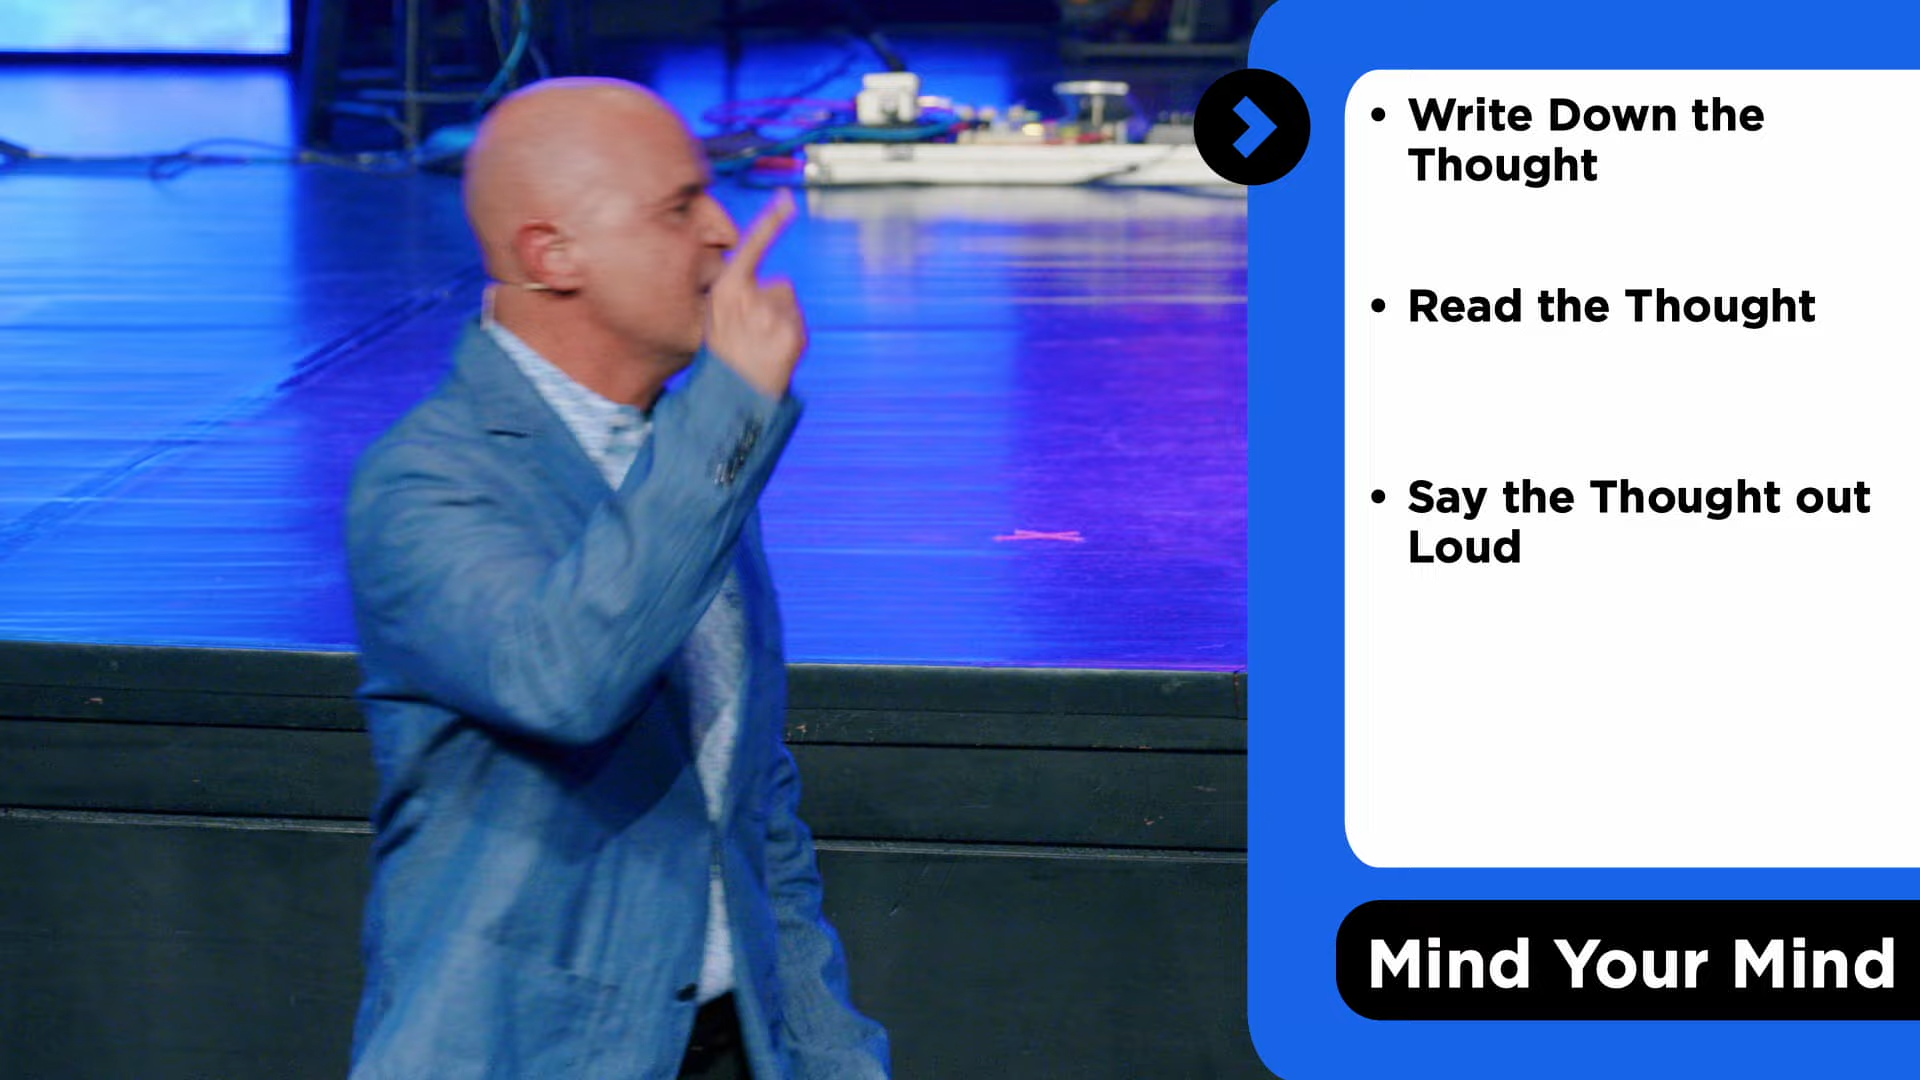 • Write Down the
Thought
• Read the Thought
• Say the Thought out
Loud
Mind Your Mind